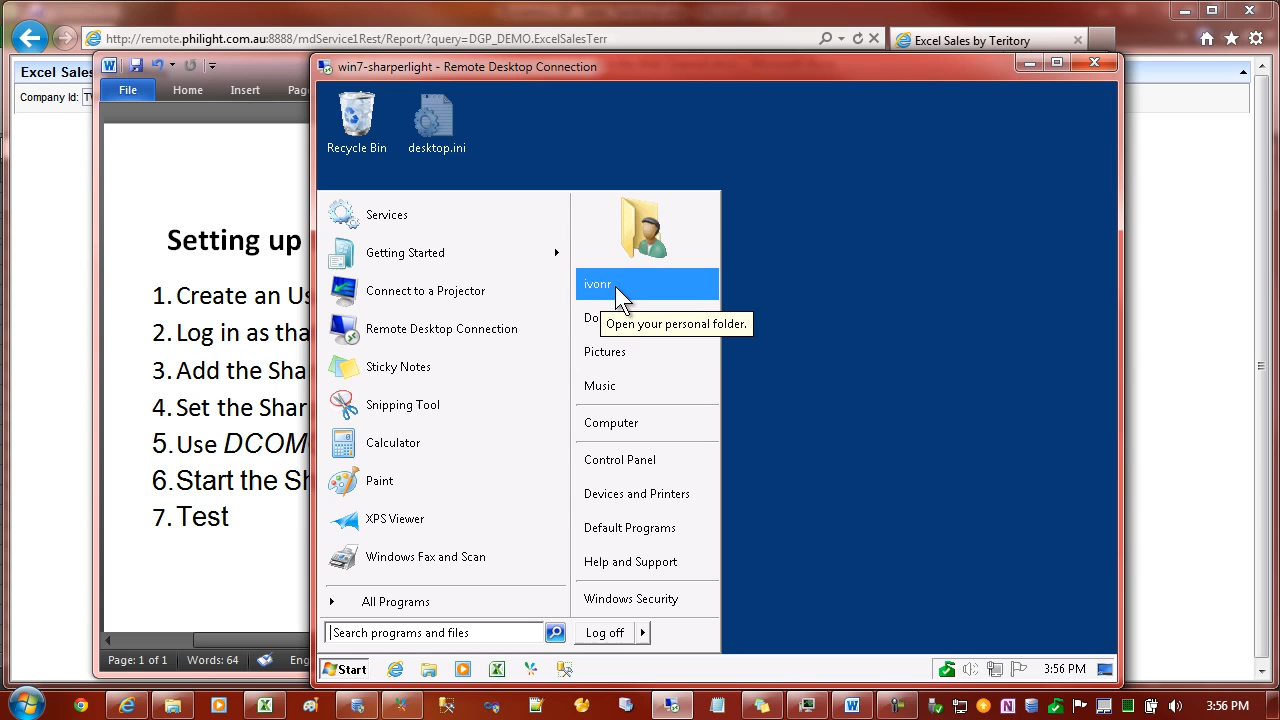 http://remote.philight.com.au:8888/mdService1Rest/Report/?query=DGP_DEMO.ExcelSalesTerr
Excel Sales by Teritory
Excel Sales
Company Id:
win7-sharperlight - Remote Desktop Connection
File
Home
Insert
Pag
Recycle Bin
desktop.ini
Setting up
1. Create an Us
2. Log in as tha
3. Add the Sha
4. Set the Shar
5. Use DCOM
6. Start the Sh
7. Test
Services
Getting Started
Connect to a Projector
Remote Desktop Connection
Sticky Notes
Snipping Tool
Calculator
Paint
XPS Viewer
Windows Fax and Scan
All Programs
Search programs and files
ivonr
Do
Open your personal folder.
Pictures
Music
Computer
Control Panel
Devices and Printers
Default Programs
Help and Support
Windows Security
Log off
Page: 1 of 1
Words: 64
Eng
Start
3:56 PM
3:56 PM